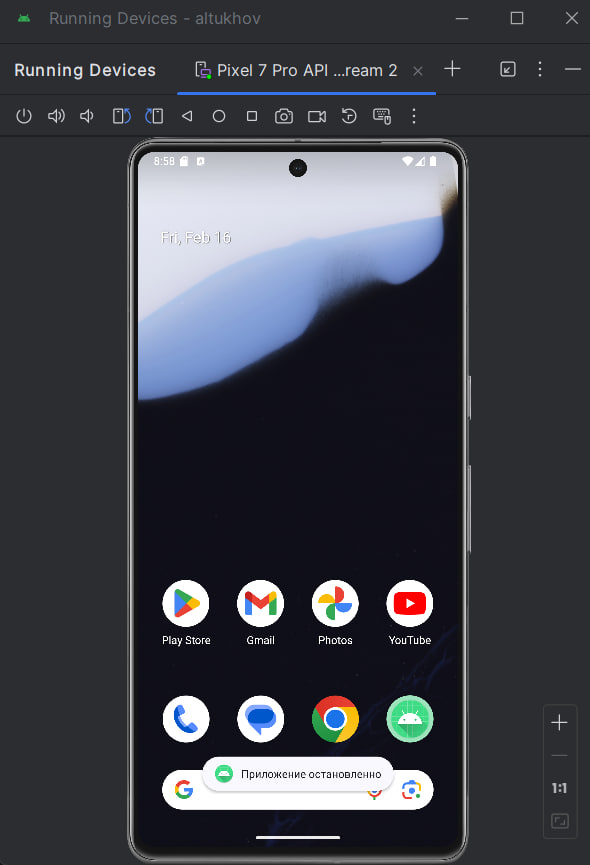 Running Devices - altukhov
Running Devices
Pixel 7 Pro API ...ream 2
8:58
Fri, Feb 16
Play Store
Gmail
Photos
YouTube
Приложение остановленно
1:1